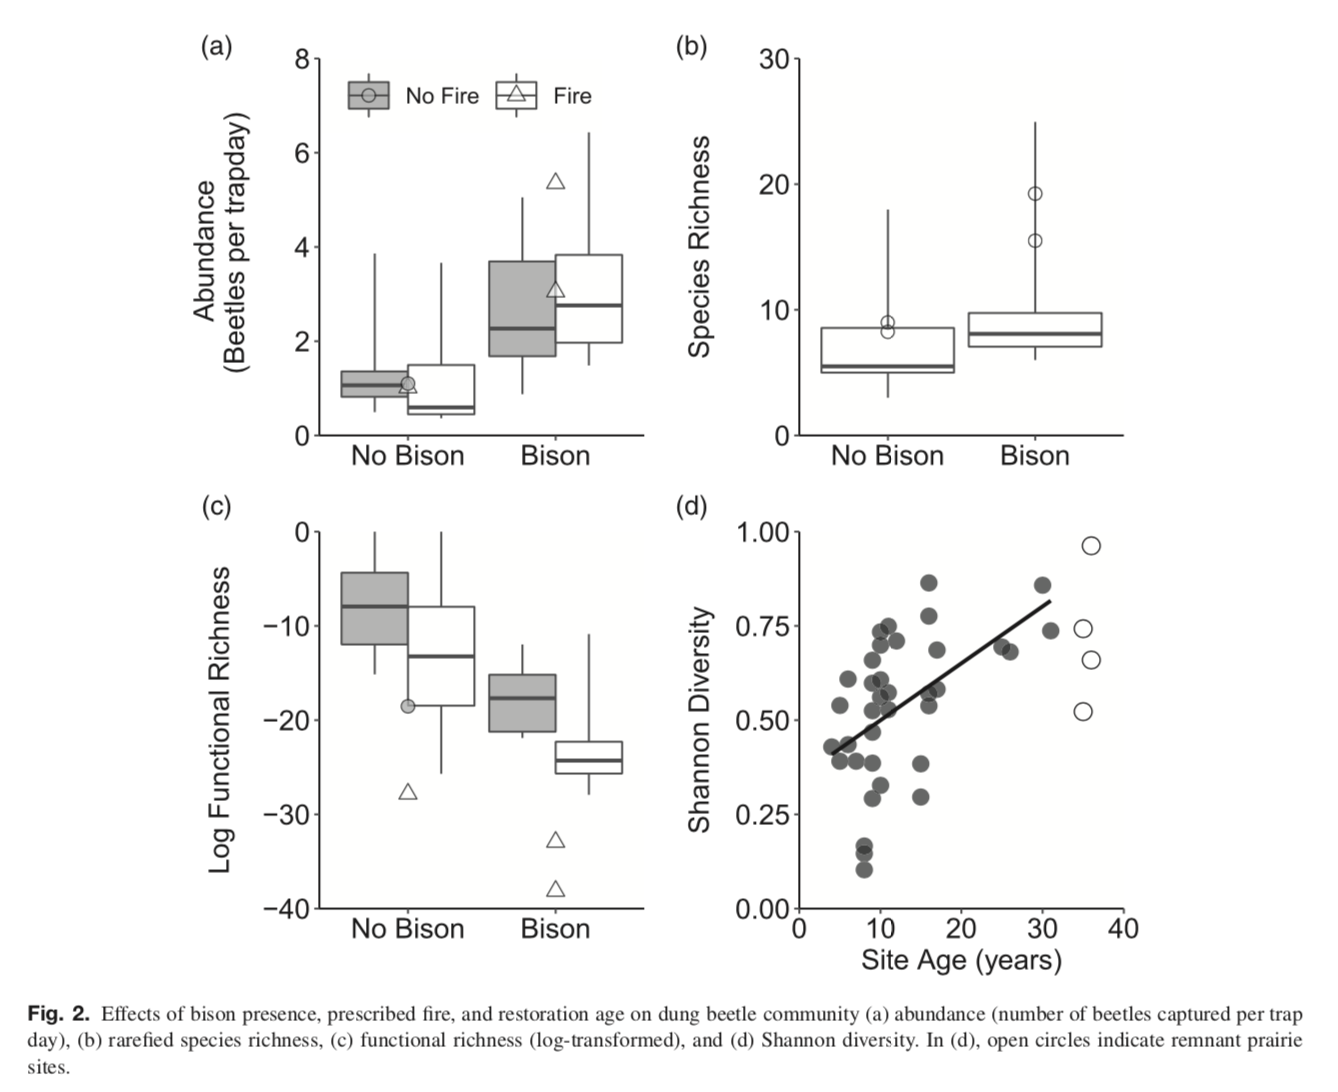 (a)
8
6
4
2
0
Abundance
(Beetles per trapday)
No Fire
Fire
No Bison
Bison
(b)
30
20
10
0
Species Richness
No Bison
Bison
(c)
0
−10
−20
−30
−40
Log Functional Richness
No Bison
Bison
(d)
1.00
0.75
0.50
0.25
0.00
Shannon Diversity
0 10 20 30 40
Site Age (years)
Fig. 2. Effects of bison presence, prescribed fire, and restoration age on dung beetle community (a) abundance (number of beetles captured per trap
day), (b) rarefied species richness, (c) functional richness (log-transformed), and (d) Shannon diversity. In (d), open circles indicate remnant prairie
sites.